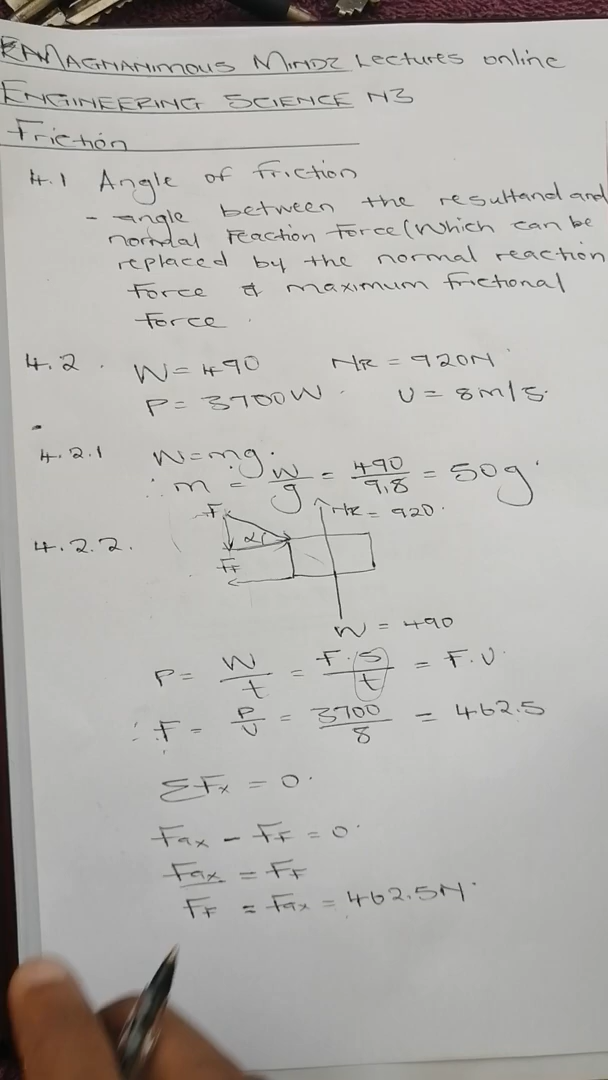 RAMAGNANIMOUS MINDZ Lectures online
ENGINEERING SCIENCE N3
Friction
4.1 Angle of friction
- angle between the resultand and
normdal reaction force (which can be
replaced by the normal reaction
force & maximum frictional
force.
4.2. W = 490 NR = 920N
P = 3700W. U = 8m/s.
4.2.1 W = mg.
∴ m = W/g = 490/9,8 = 50g
4.2.2. F NR = 920.
α
FF
W = 490
P = W/t = F.S/t = F.U.
∴ F = P/U = 3700/8 = 462.5
ΣFx = 0.
Fax - FF = 0.
Fax = FF
FF = Fax = 462.5N.